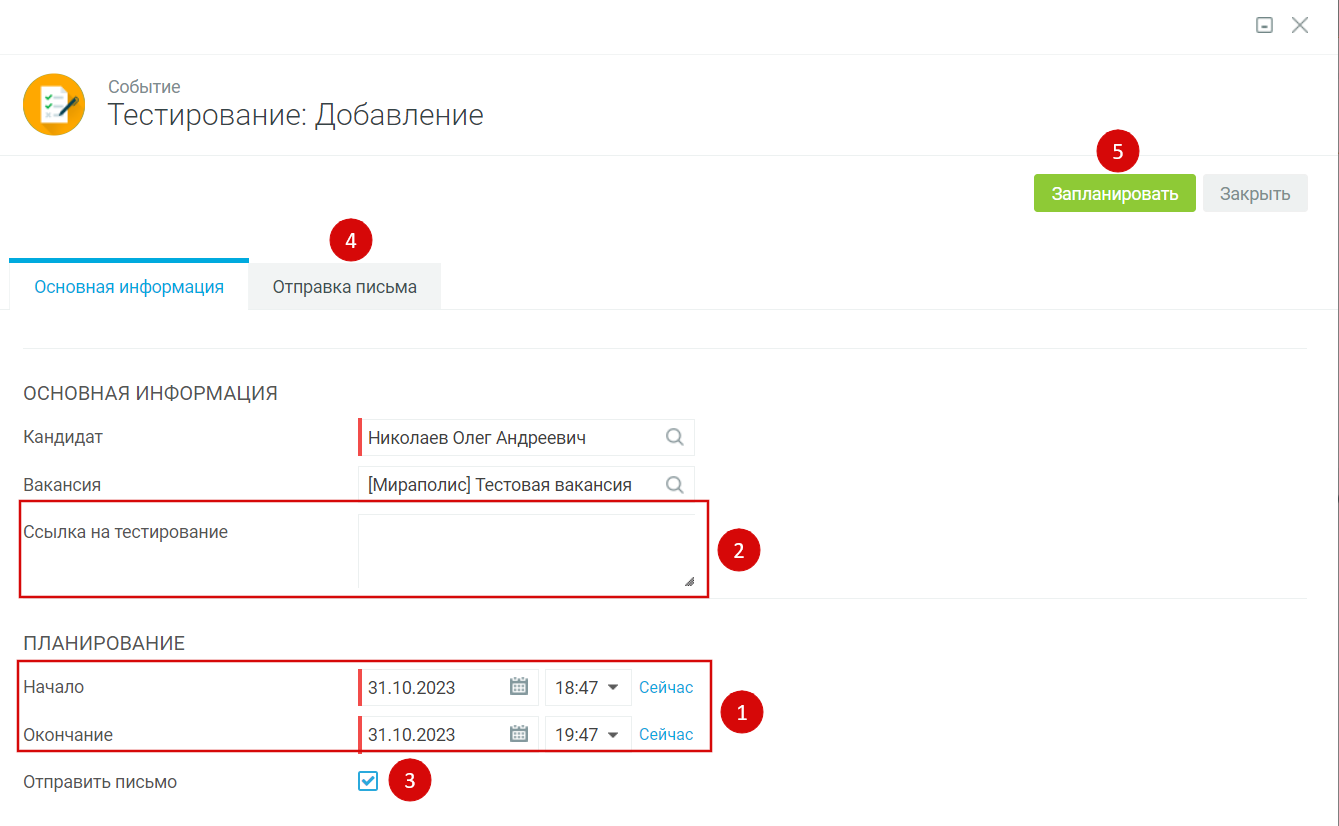 Событие
Тестирование: Добавление
5
Запланировать Закрыть
4
Основная информация Отправка письма
ОСНОВНАЯ ИНФОРМАЦИЯ
Кандидат Николаев Олег Андреевич
Вакансия [Мираполис] Тестовая вакансия
Ссылка на тестирование
2
ПЛАНИРОВАНИЕ
Начало 31.10.2023 18:47 Сейчас
1
Окончание 31.10.2023 19:47 Сейчас
Отправить письмо 3